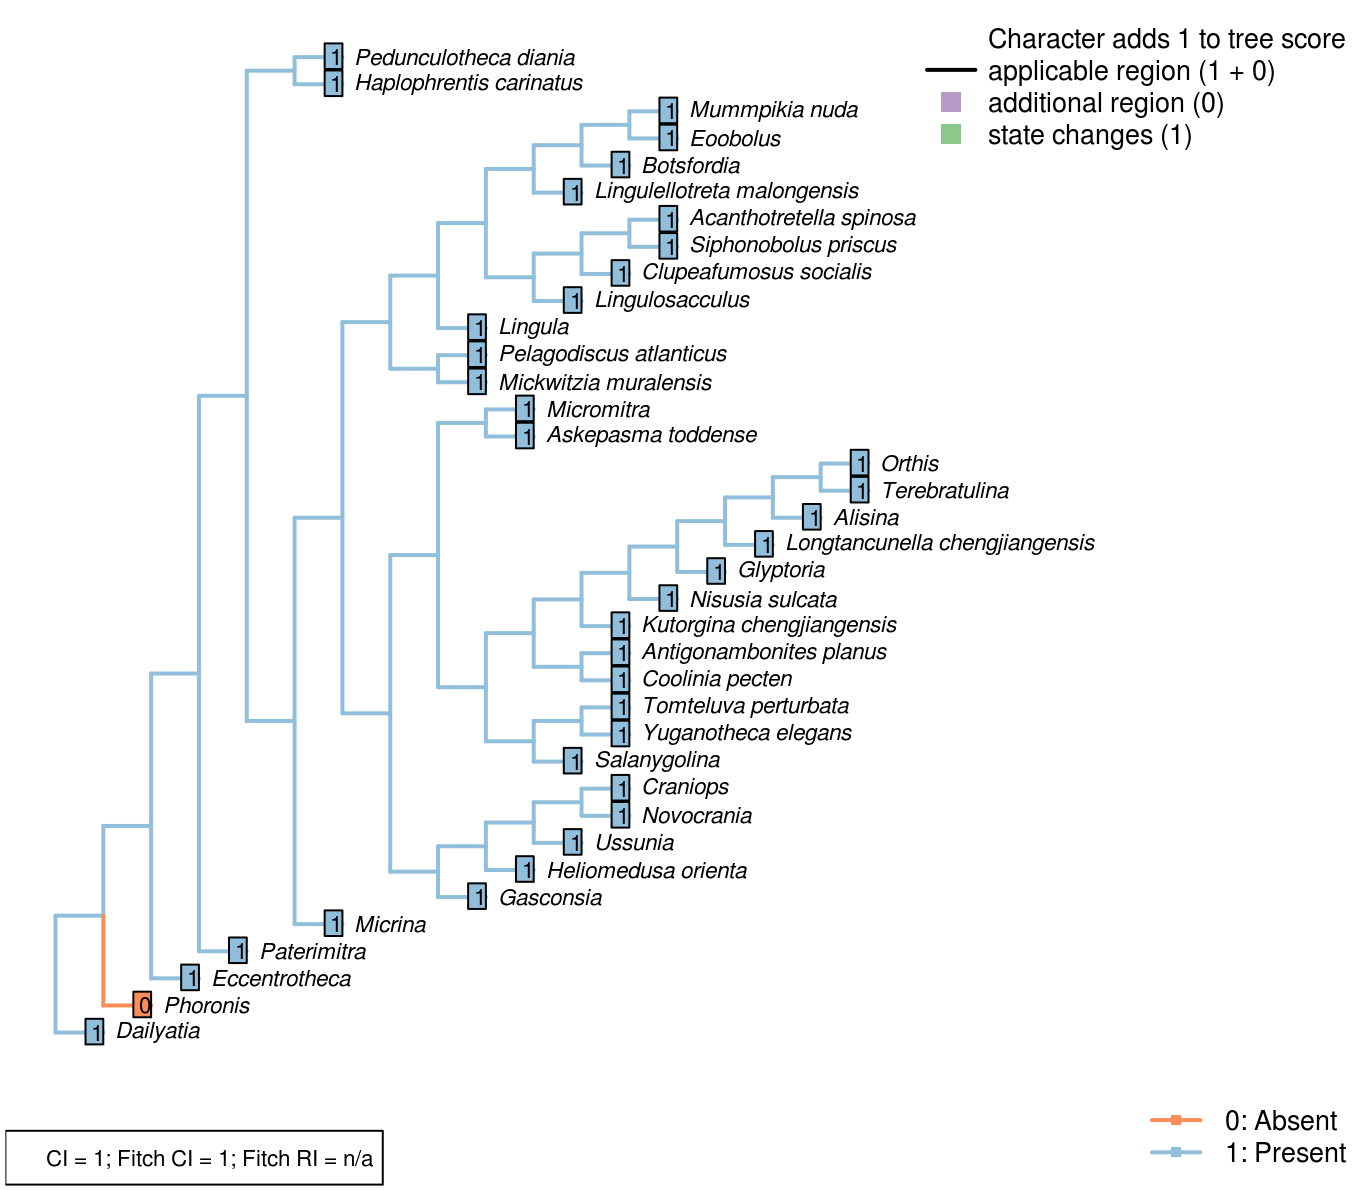 Character adds 1 to tree score
applicable region (1 + 0)
additional region (0)
state changes (1)
1 Pedunculotheca diania
1 Haplophrentis carinatus
1 Mummpikia nuda
1 Eoobolus
1 Botsfordia
1 Lingulellotreta malongensis
1 Acanthotretella spinosa
1 Siphonobolus priscus
1 Clupeafumosus socialis
1 Lingulosacculus
1 Lingula
1 Pelagodiscus atlanticus
1 Mickwitzia muralensis
1 Micromitra
1 Askepasma toddense
1 Orthis
1 Terebratulina
1 Alisina
1 Longtancunella chengjiangensis
1 Glyptoria
1 Nisusia sulcata
1 Kutorgina chengjiangensis
1 Antigonambonites planus
1 Coolinia pecten
1 Tomteluva perturbata
1 Yuganotheca elegans
1 Salanygolina
1 Craniops
1 Novocrania
1 Ussunia
1 Heliomedusa orienta
1 Gasconsia
1 Micrina
1 Paterimitra
1 Eccentrotheca
0 Phoronis
1 Dailyatia
0: Absent
1: Present
CI = 1; Fitch CI = 1; Fitch RI = n/a